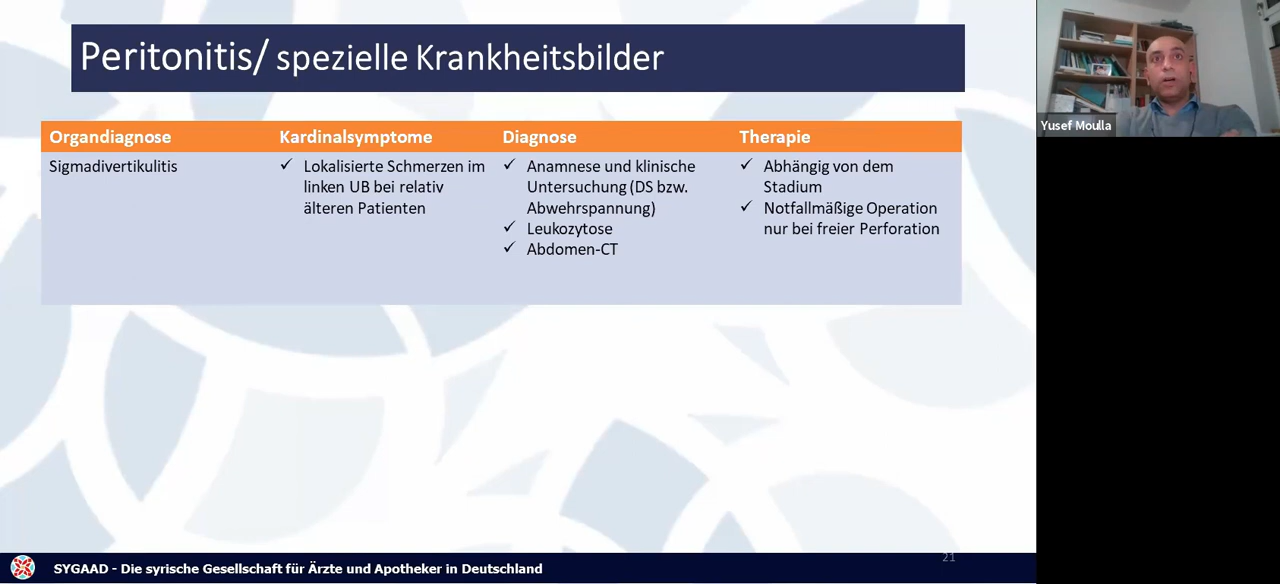 Peritonitis/ spezielle Krankheitsbilder
Yusef Moulla
Organdiagnose
Kardinalsymptome
Diagnose
Therapie
Sigmadivertikulitis
✓ Lokalisierte Schmerzen im
linken UB bei relativ
älteren Patienten
✓ Anamnese und klinische
Untersuchung (DS bzw.
Abwehrspannung)
✓ Leukozytose
✓ Abdomen-CT
✓ Abhängig von dem
Stadium
✓ Notfallmäßige Operation
nur bei freier Perforation
21
SYGAAD - Die syrische Gesellschaft für Ärzte und Apotheker in Deutschland